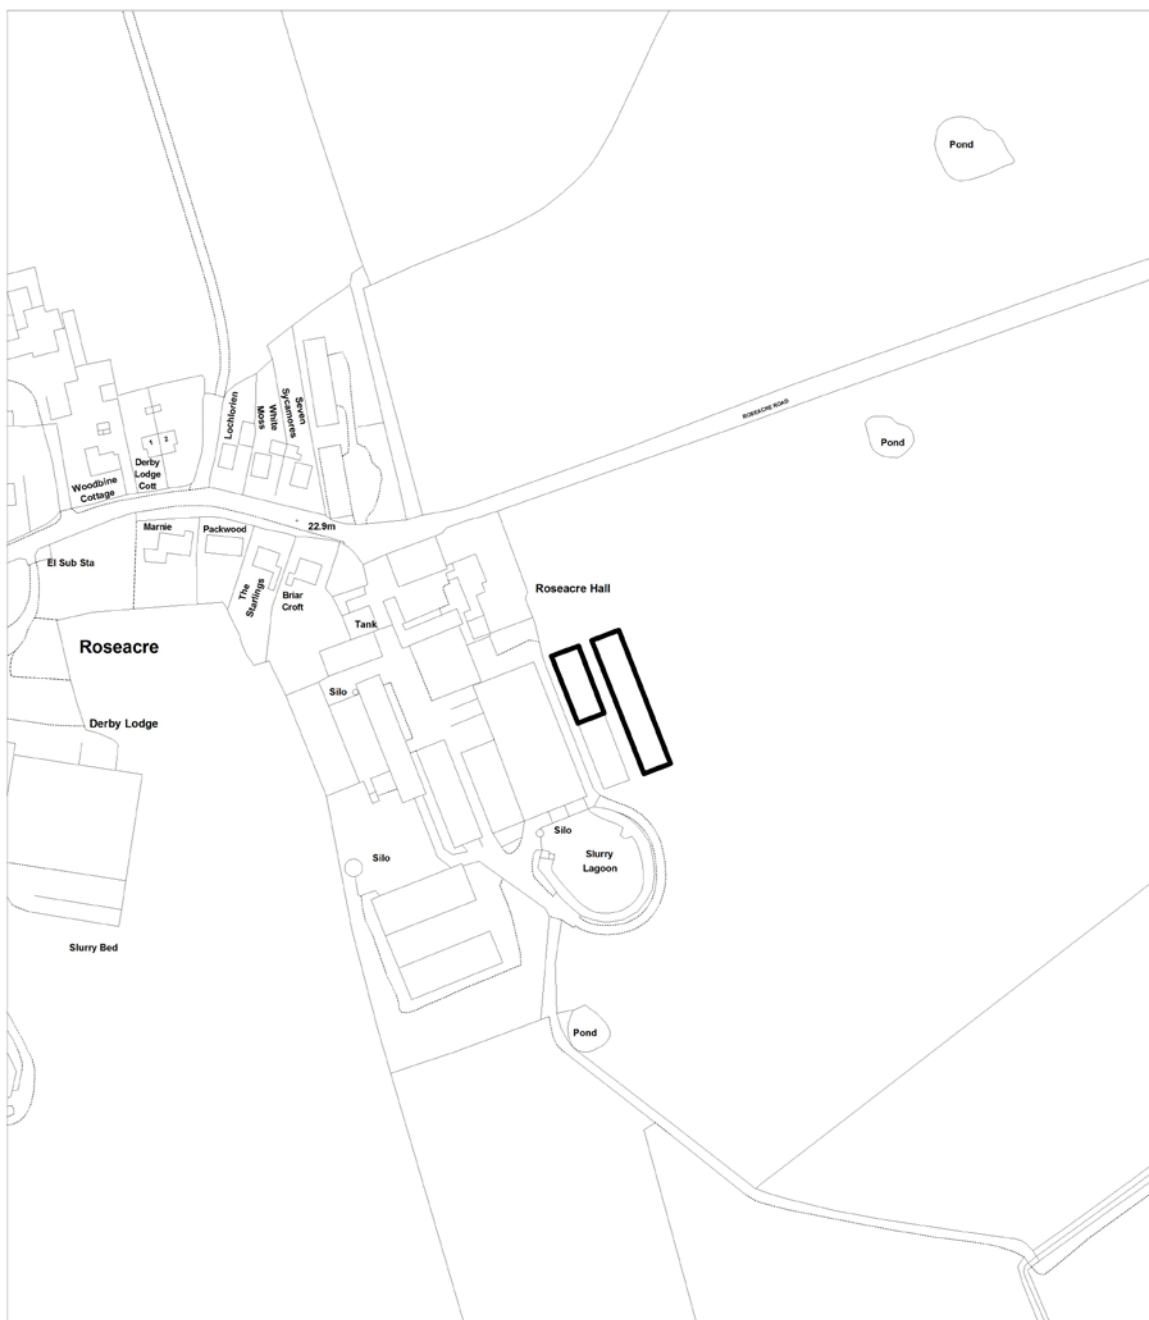 Pond
ROSEACRE ROAD
Pond
Lochlorien
White
Moss
Seven
Sycamores
1
2
Derby
Lodge
Cott
Woodbine
Cottage
22.9m
Marnie
Packwood
El Sub Sta
The
Starlings
Briar
Croft
Roseacre Hall
Tank
Roseacre
Silo
Derby Lodge
Silo
Slurry
Lagoon
Silo
Slurry Bed
Pond